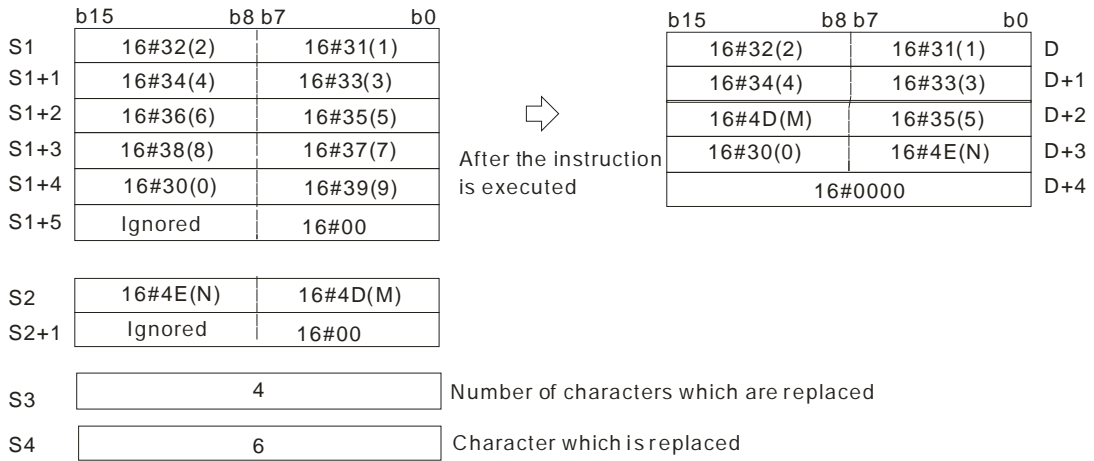 b15 b8 b7 b0
S1 16#32(2) 16#31(1)
S1+1 16#34(4) 16#33(3)
S1+2 16#36(6) 16#35(5)
S1+3 16#38(8) 16#37(7)
S1+4 16#30(0) 16#39(9)
S1+5 Ignored 16#00
After the instruction
is executed
b15 b8 b7 b0
16#32(2) 16#31(1) D
16#34(4) 16#33(3) D+1
16#4D(M) 16#35(5) D+2
16#30(0) 16#4E(N) D+3
16#0000 D+4
S2 16#4E(N) 16#4D(M)
S2+1 Ignored 16#00
S3 4 Number of characters which are replaced
S4 6 Character which is replaced